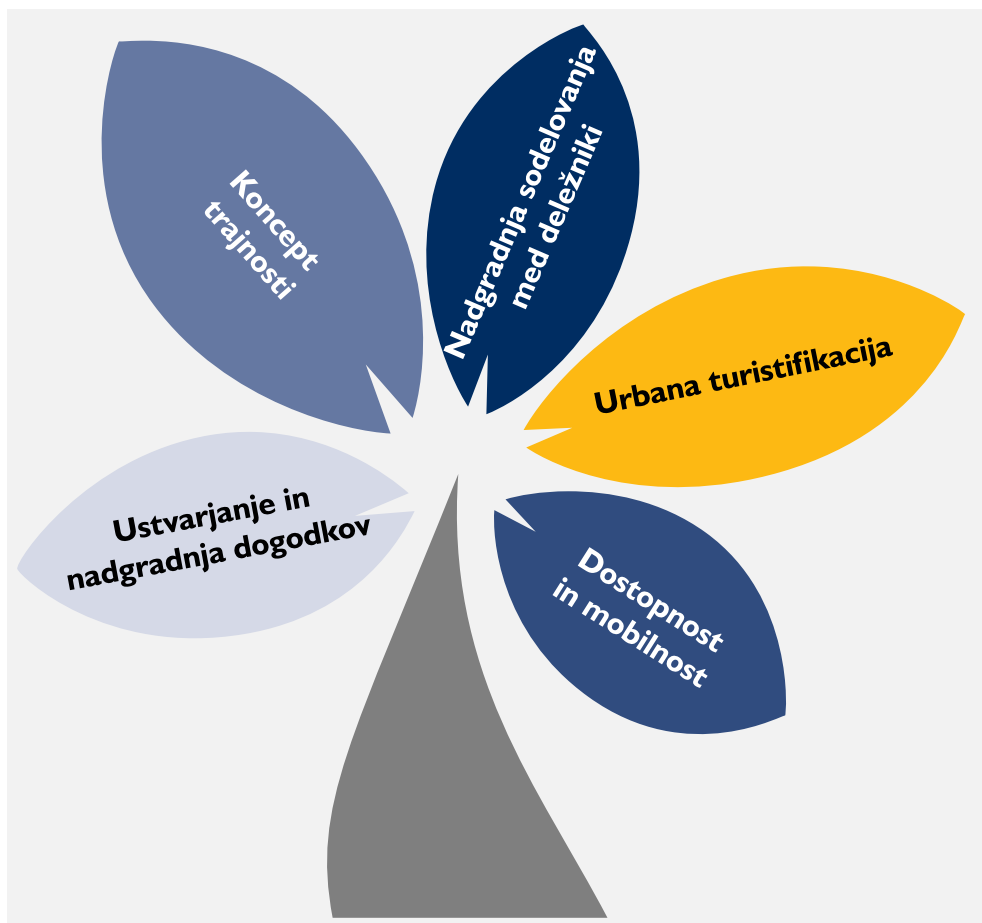 Koncept
trajnosti
Nadgradnja sodelovanja
med deležniki
Urbana turistifikacija
Ustvarjanje in
nadgradnja dogodkov
Dostopnost
in mobilnost